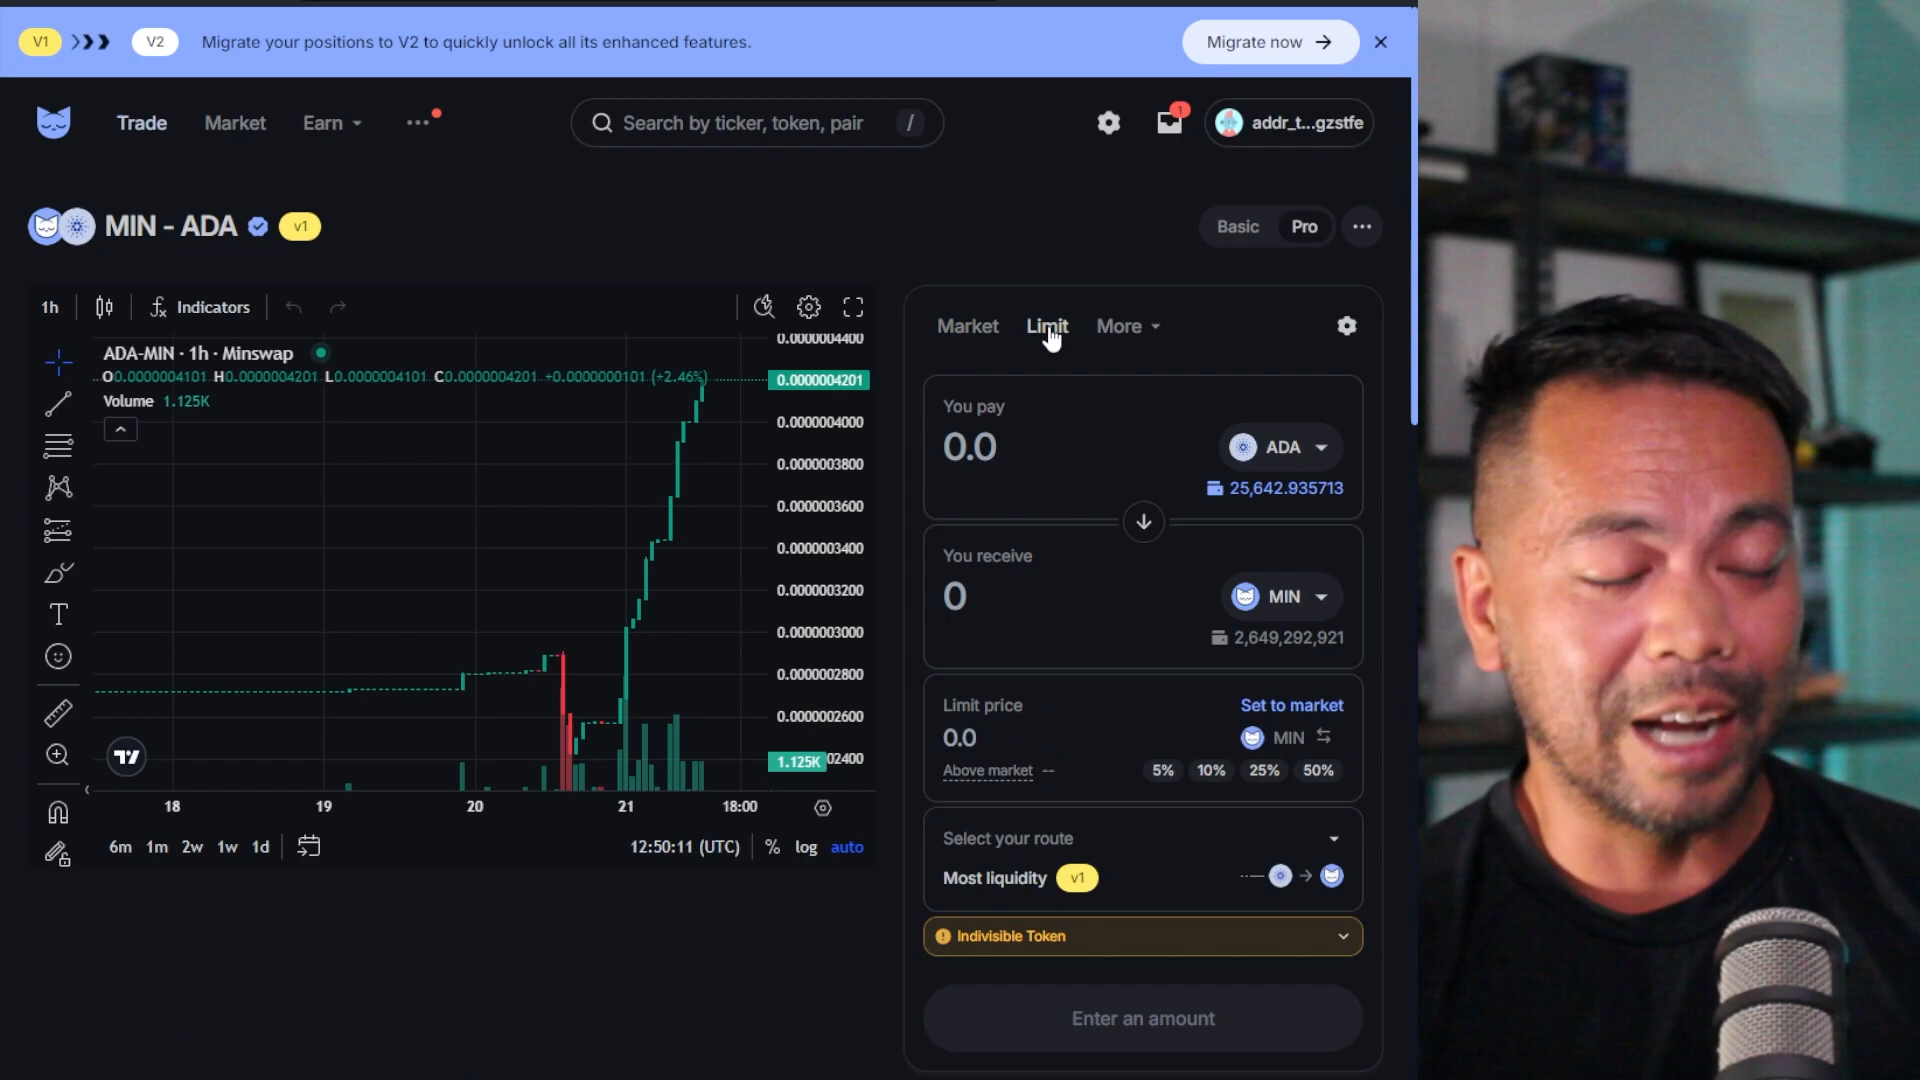 V1 V2 Migrate your positions to V2 to quickly unlock all its enhanced features. Migrate now
Trade Market Earn Search by ticker, token, pair / 1 addr_t...gzstfe
MIN - ADA v1 Basic Pro
1h Indicators
Market Limit More
ADA-MIN · 1h · Minswap
O0.0000004101 H0.0000004201 L0.0000004101 C0.0000004201 +0.0000000101 (+2.46%)
Volume 1.125K
0.0000004400
0.0000004201
0.0000004000
0.0000003800
0.0000003600
0.0000003400
0.0000003200
0.0000003000
0.0000002800
0.0000002600
1.125K 02400
18 19 20 21 18:00
6m 1m 2w 1w 1d 12:50:11 (UTC) % log auto
You pay
0.0 ADA
25,642.935713
You receive
0 MIN
2,649,292,921
Limit price Set to market
0.0 MIN
Above market -- 5% 10% 25% 50%
Select your route
Most liquidity v1
Indivisible Token
Enter an amount